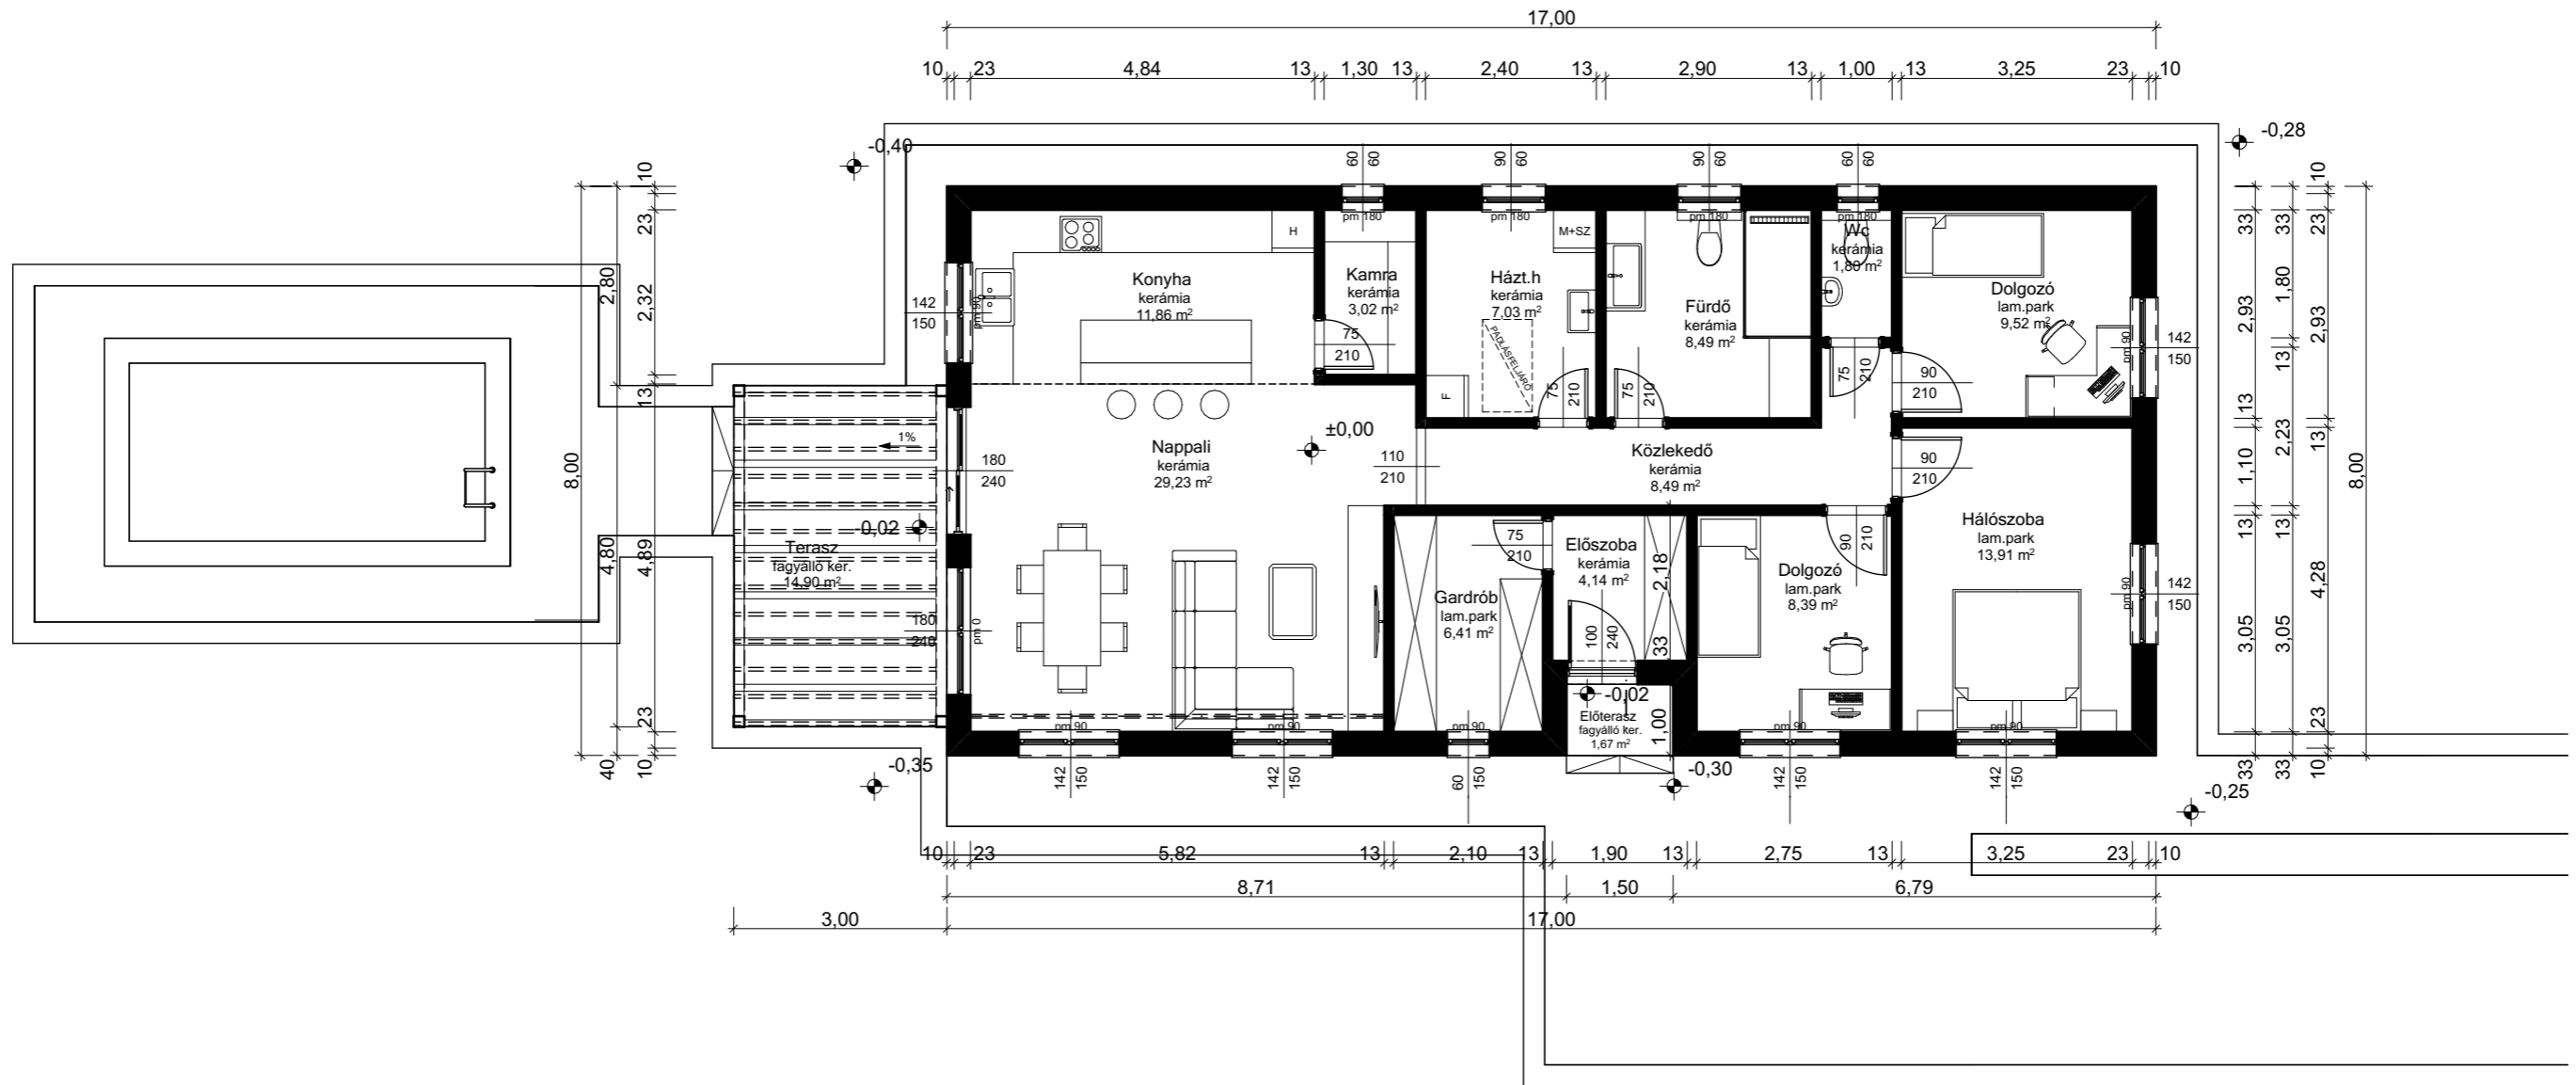 17,00
10 23 4,84 13 1,30 13 2,40 13 2,90 13 1,00 13 3,25 23 10
-0,40
-0,28
60 60
90 60
90 60
60 60
pm 180
pm 180
pm 180
pm 180
10
23
2,80
2,32
13
8,00
4,80
4,89
23
40
10
10
33
33
23
1,80
2,93
2,93
13
13
2,23
13
1,10
8,00
13
13
4,28
3,05
3,05
23
33
33
10
H
M+SZ
Konyha
kerámia
11,86 m²
Kamra
kerámia
3,02 m²
Házt.h
kerámia
7,03 m²
PADLÁSFELJÁRÓ
F
Fürdő
kerámia
8,49 m²
Wc
kerámia
1,80 m²
Dolgozó
lam.park
9,52 m²
142
150
pm 90
75
210
75
210
75
210
75
210
90
210
142
150
pm 90
1%
180
240
Nappali
kerámia
29,23 m²
±0,00
110
210
Közlekedő
kerámia
8,49 m²
90
210
-0,02
Terasz
fagyálló ker.
14,90 m²
180
240
pm 0
75
210
Előszoba
kerámia
4,14 m²
2,18
33
Gardrób
lam.park
6,41 m²
100
240
90
210
Dolgozó
lam.park
8,39 m²
Hálószoba
lam.park
13,91 m²
142
150
pm 90
-0,02
Előterasz
fagyálló ker.
1,67 m²
1,00
pm 90
pm 90
pm 90
pm 90
pm 90
142 150
142 150
60 150
142 150
142 150
-0,35
-0,30
-0,25
10 23 5,82 13 2,10 13 1,90 13 2,75 13 3,25 23 10
8,71 1,50 6,79
3,00 17,00